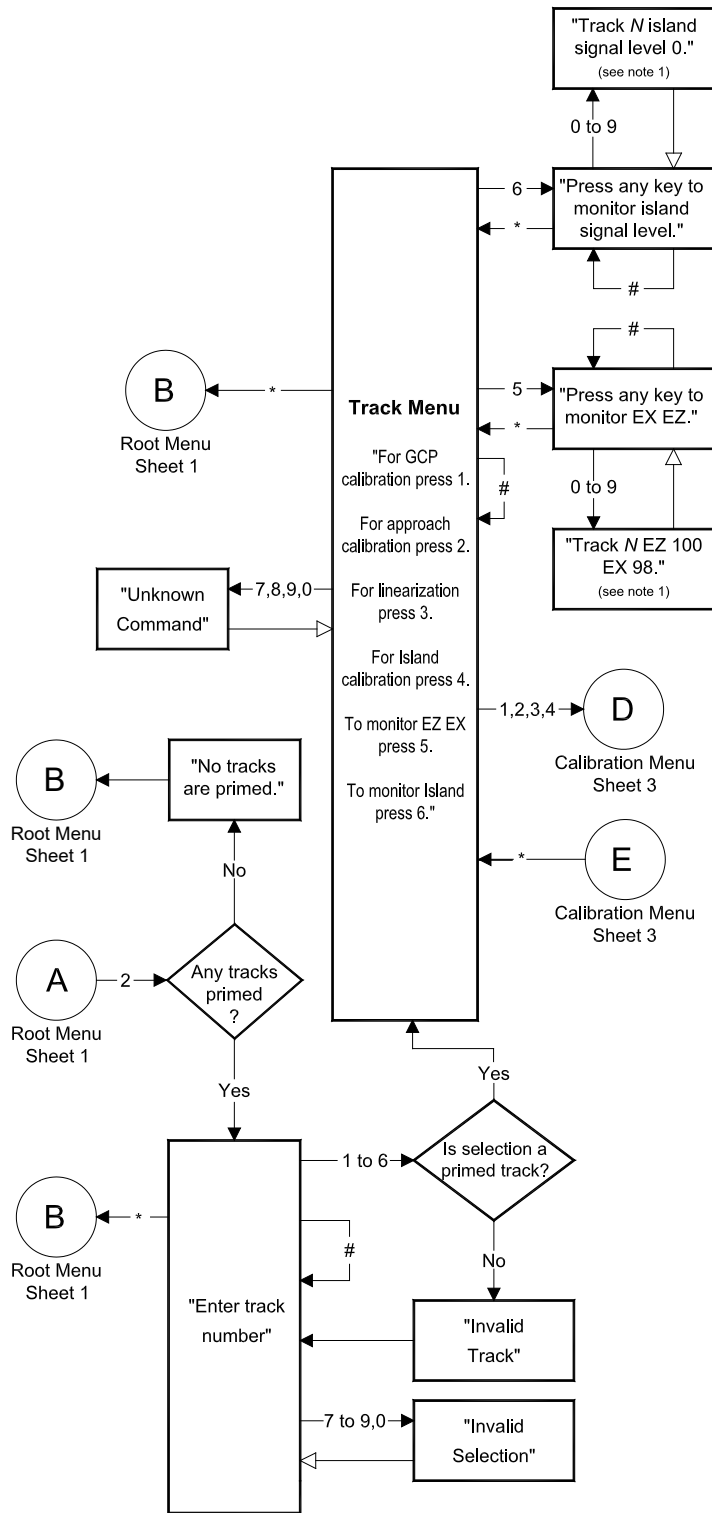 "Track N island
signal level 0."
(see note 1)
0 to 9
6
"Press any key to
monitor island
signal level."
*
#
#
B
*
Root Menu
Sheet 1
5
"Press any key to
monitor EX EZ."
*
Track Menu
"For GCP
calibration press 1.
#
For approach
calibration press 2.
For linearization
press 3.
For Island
calibration press 4.
To monitor EZ EX
press 5.
To monitor Island
press 6."
0 to 9
"Track N EZ 100
EX 98."
(see note 1)
"Unknown
Command"
7,8,9,0
1,2,3,4
D
Calibration Menu
Sheet 3
B
Root Menu
Sheet 1
"No tracks
are primed."
No
*
E
Calibration Menu
Sheet 3
A
Root Menu
Sheet 1
2
Any tracks
primed
?
Yes
Yes
Is selection a
primed track?
1 to 6
B
*
Root Menu
Sheet 1
#
No
"Enter track
number"
"Invalid
Track"
7 to 9,0
"Invalid
Selection"